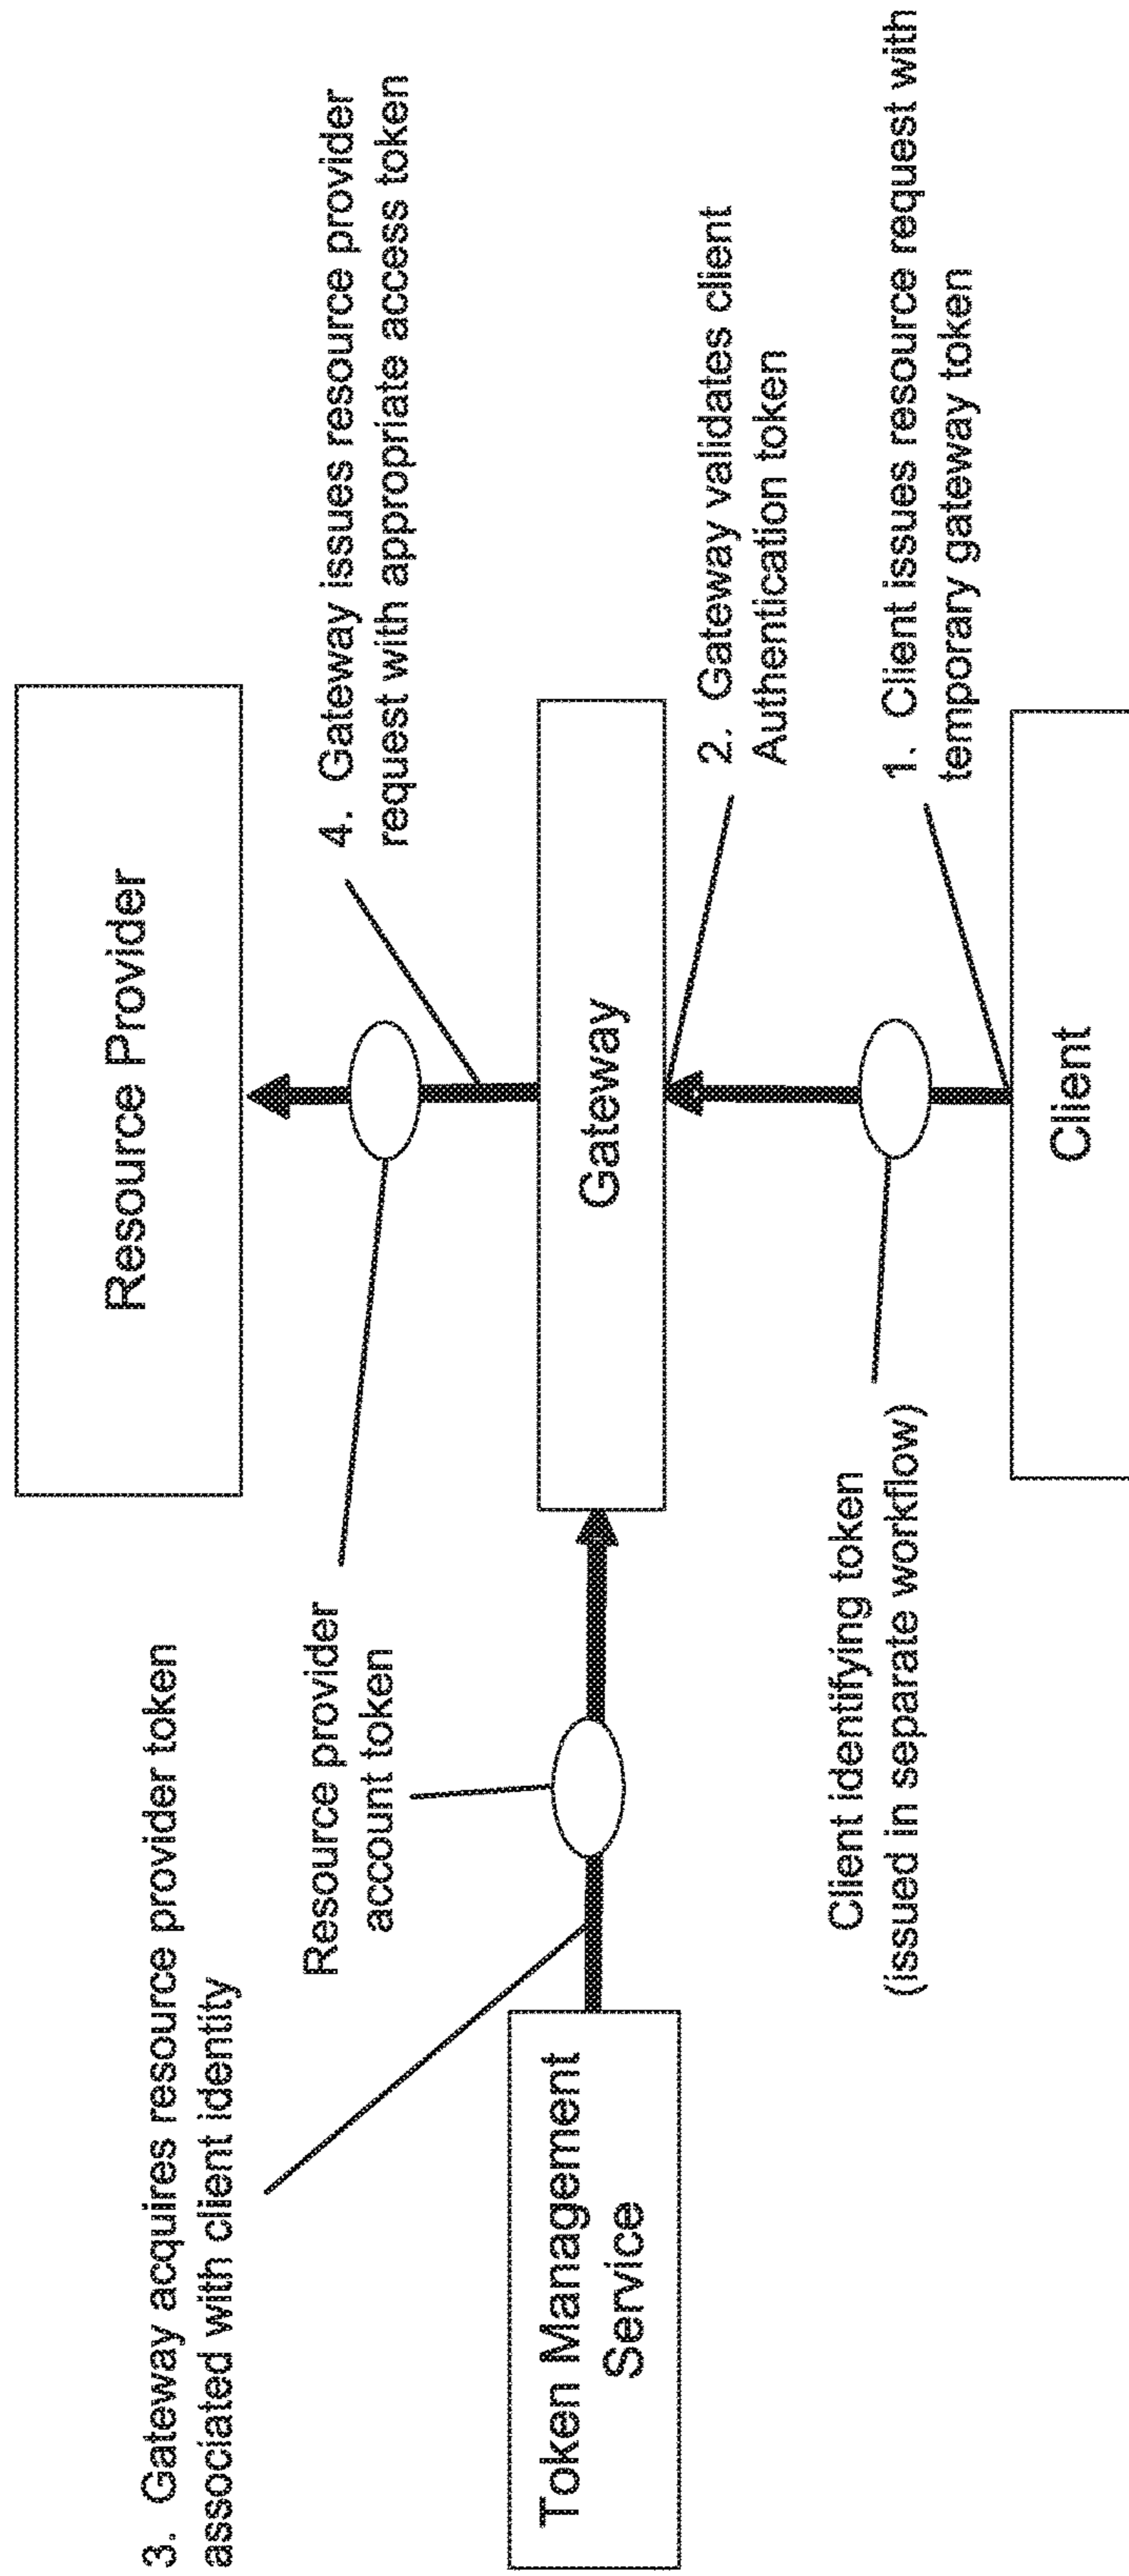 3. Gateway acquires resource provider token
associated with client identity
Resource Provider
Resource provider
account token
4. Gateway issues resource provider
request with appropriate access token
Token Management
Service
Gateway
2. Gateway validates client
Authentication token
Client identifying token
(issued in separate workflow)
1. Client issues resource request with
temporary gateway token
Client